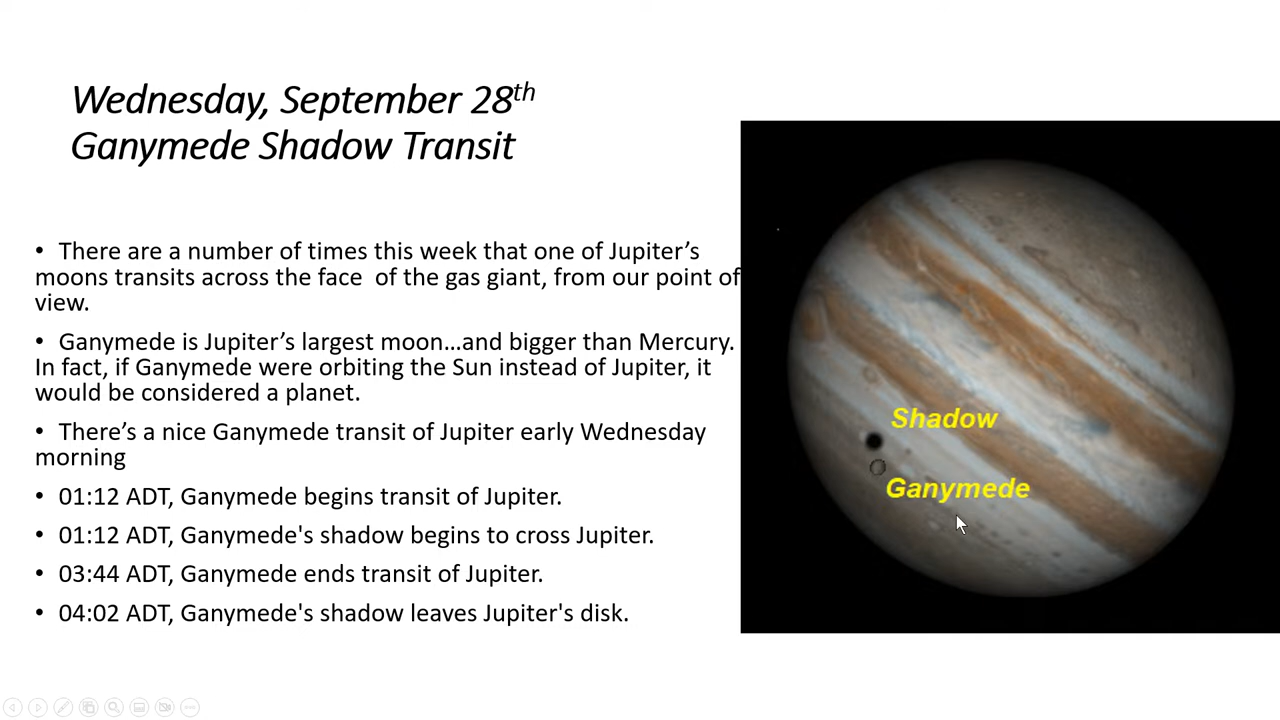 Wednesday, September 28th
Ganymede Shadow Transit
• There are a number of times this week that one of Jupiter’s
moons transits across the face  of the gas giant, from our point of
view.
• Ganymede is Jupiter’s largest moon…and bigger than Mercury.
In fact, if Ganymede were orbiting the Sun instead of Jupiter, it
would be considered a planet.
• There’s a nice Ganymede transit of Jupiter early Wednesday
morning
• 01:12 ADT, Ganymede begins transit of Jupiter.
• 01:12 ADT, Ganymede's shadow begins to cross Jupiter.
• 03:44 ADT, Ganymede ends transit of Jupiter.
• 04:02 ADT, Ganymede's shadow leaves Jupiter's disk.
Shadow
Ganymede